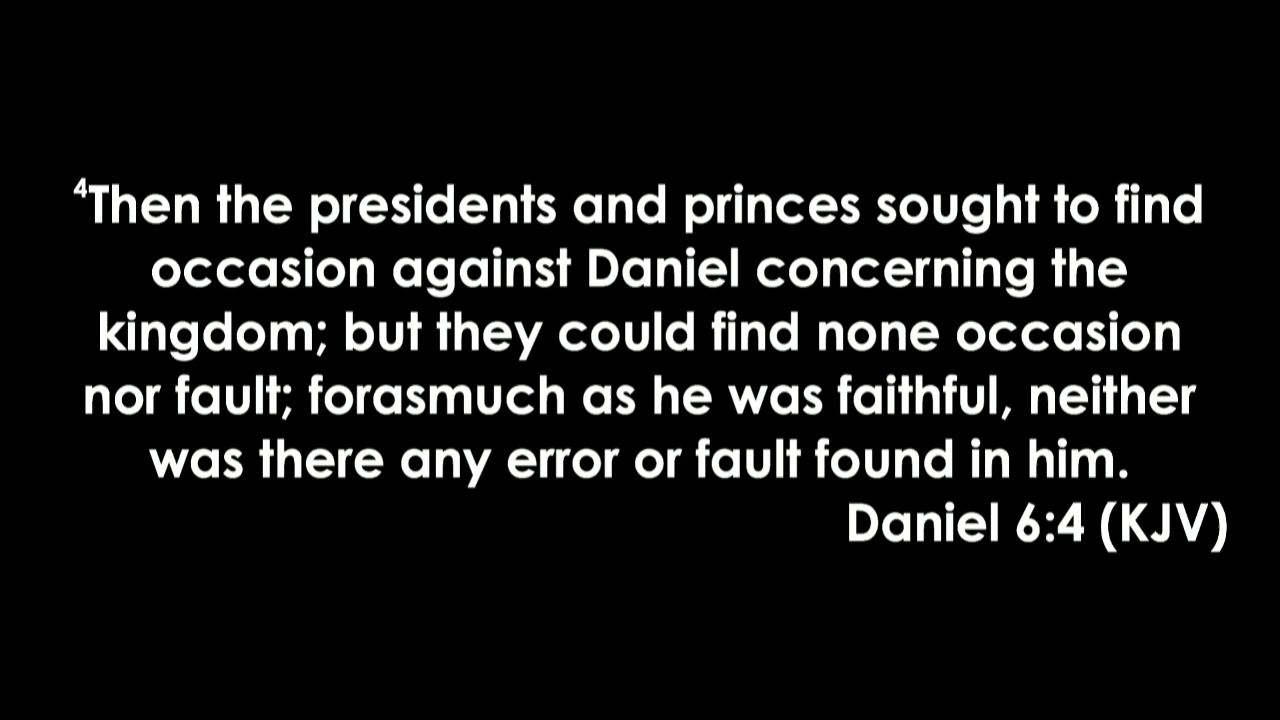 ⁴Then the presidents and princes sought to find
occasion against Daniel concerning the
kingdom; but they could find none occasion
nor fault; forasmuch as he was faithful, neither
was there any error or fault found in him.
Daniel 6:4 (KJV)